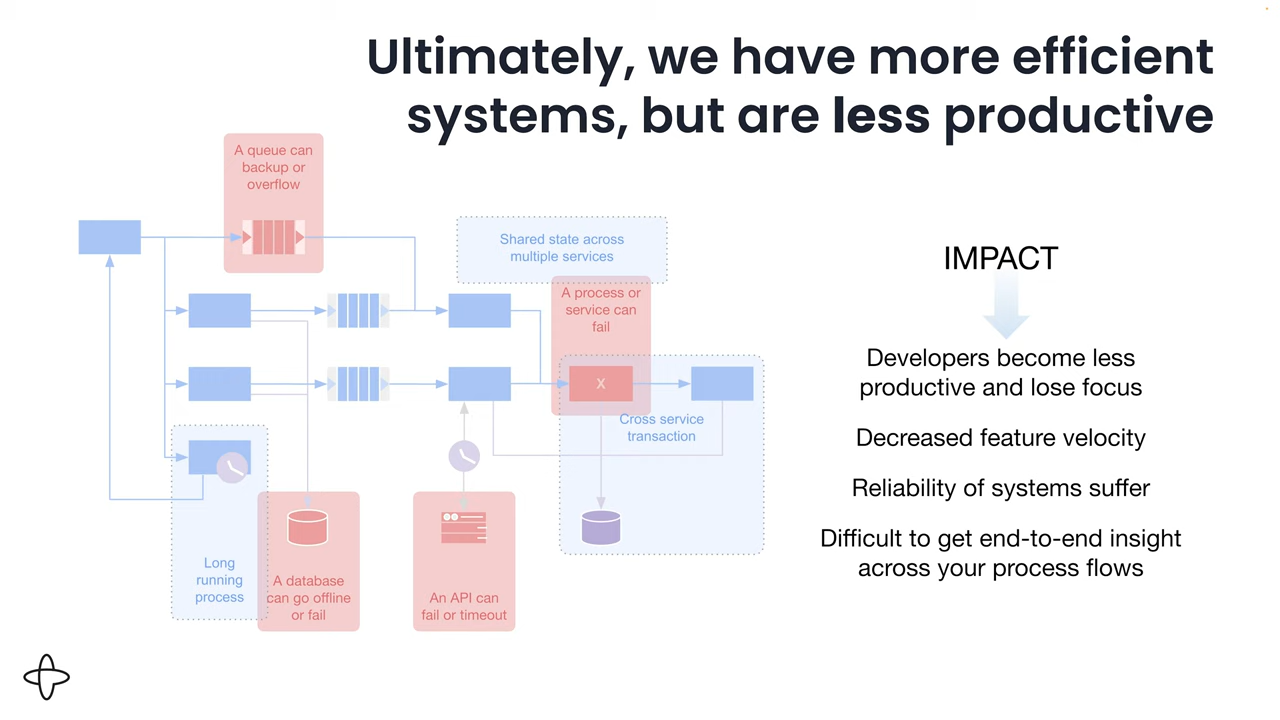 Ultimately, we have more efficient
systems, but are less productive
A queue can
backup or
overflow
Shared state across
multiple services
A process or
service can
fail
X
Cross service
transaction
Long
running
process
A database
can go offline
or fail
An API can
fail or timeout
IMPACT
Developers become less
productive and lose focus
Decreased feature velocity
Reliability of systems suffer
Difficult to get end-to-end insight
across your process flows